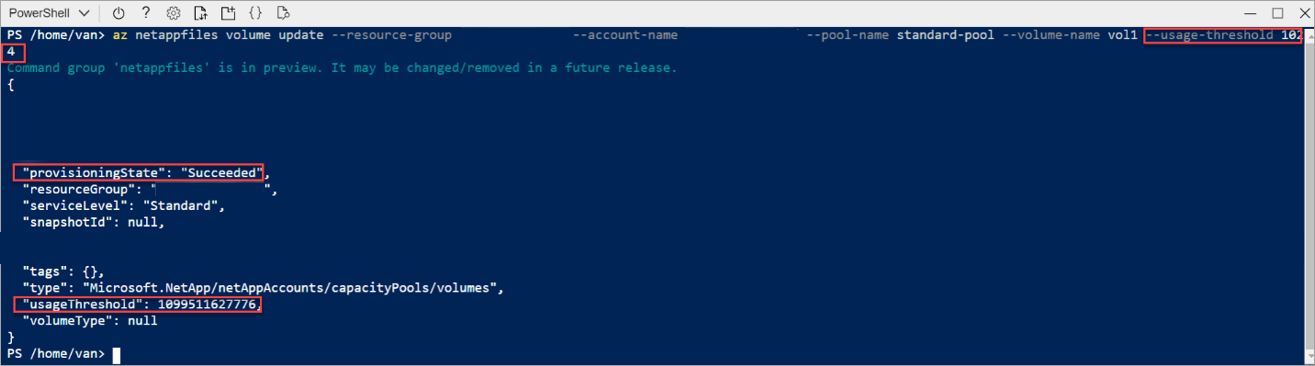 PowerShell ? {}
PS /home/van> az netappfiles volume update --resource-group --account-name --pool-name standard-pool --volume-name vol1 --usage-threshold 102
4
Command group 'netappfiles' is in preview. It may be changed/removed in a future release.
{
"provisioningState": "Succeeded",
"resourceGroup": " ",
"serviceLevel": "Standard",
"snapshotId": null,
"tags": {},
"type": "Microsoft.NetApp/netAppAccounts/capacityPools/volumes",
"usageThreshold": 1099511627776,
"volumeType": null
}
PS /home/van>